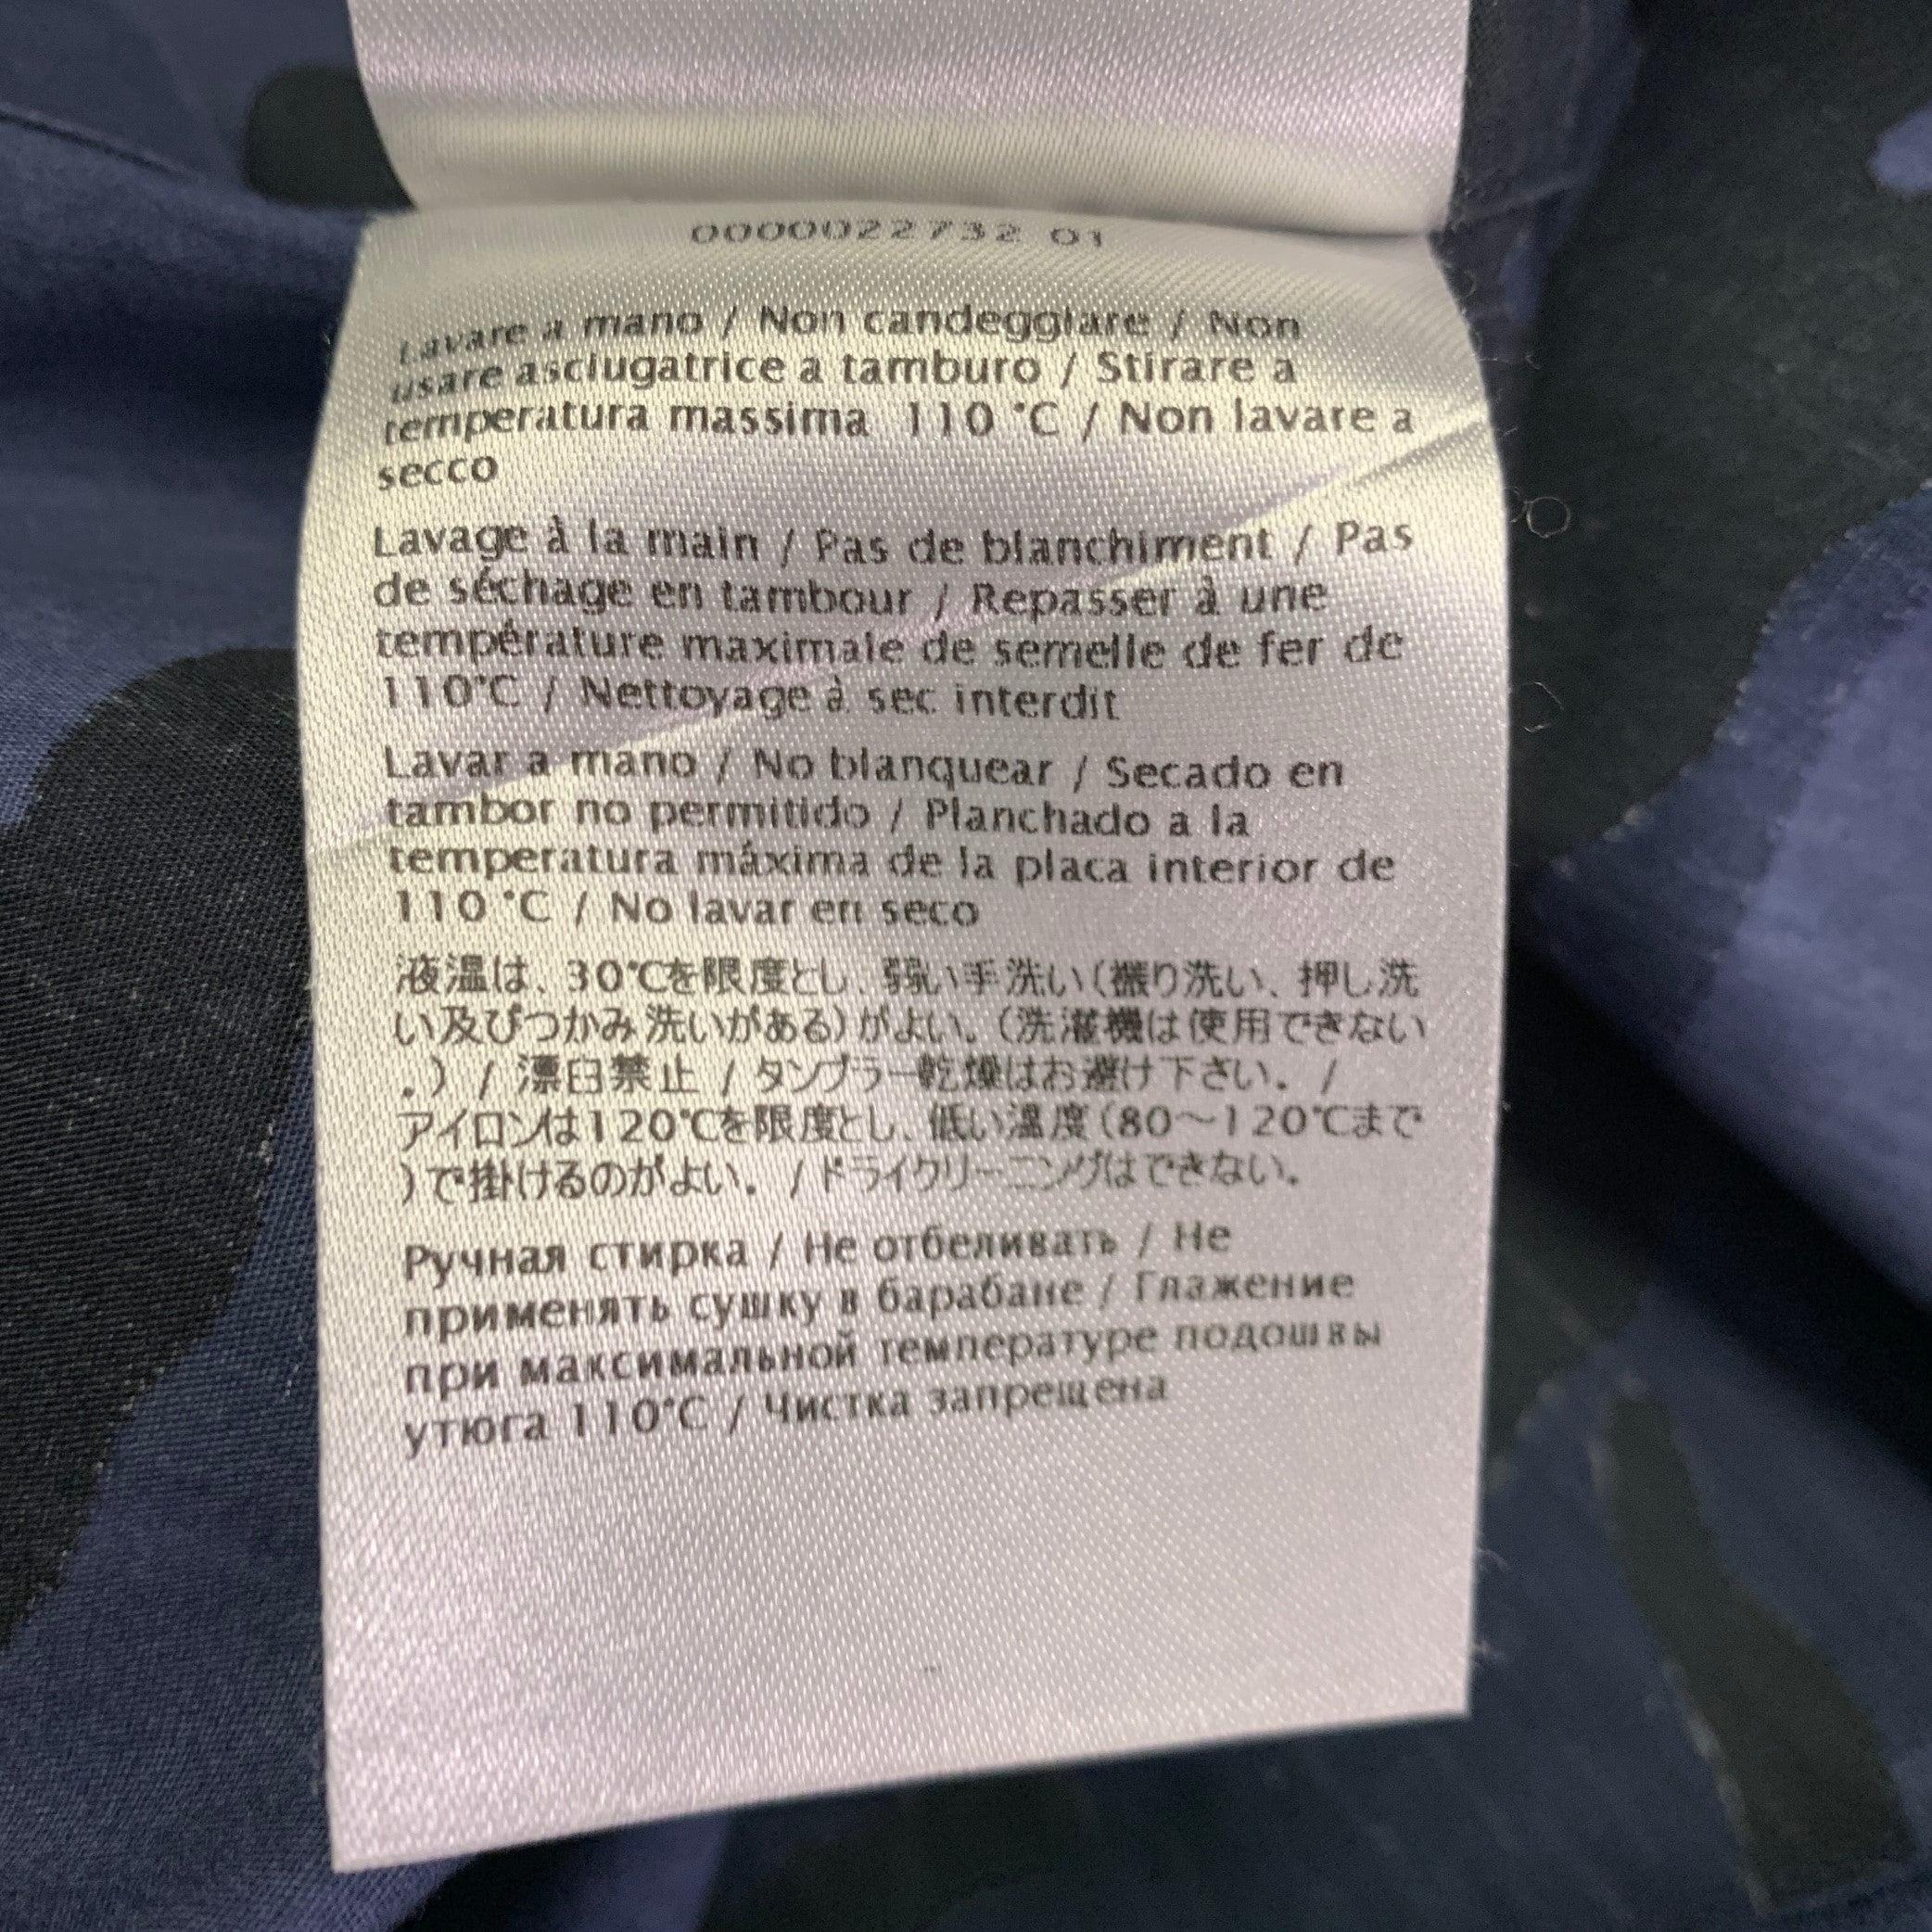 0000022732 01
Lavare a mano / Non candeggiare / Non
usare asciugatrice a tamburo / Stirare a
temperatura massima 110 °C / Non lavare a
secco
Lavage à la main / Pas de blanchiment / Pas
de séchage en tambour / Repasser à une
température maximale de semelle de fer de
110°C / Nettoyage à sec interdit
Lavar a mano / No blanquear / Secado en
tambor no permitido / Planchado a la
temperatura máxima de la placa interior de
110 °C / No lavar en seco
液温は、30℃を限度とし、弱い手洗い(振り洗い、押し洗
い及びつかみ洗いがある)がよい。(洗濯機は使用できない
。) / 漂白禁止 / タンブラー乾燥はお避け下さい。 /
アイロンは120℃を限度とし、低い温度(80～120℃まで
)で掛けるのがよい。 / ドライクリーニングはできない。
Ручная стирка / Не отбеливать / Не
применять сушку в барабане / Глажение
при максимальной температуре подошвы
утюга 110°C / Чистка запрещена